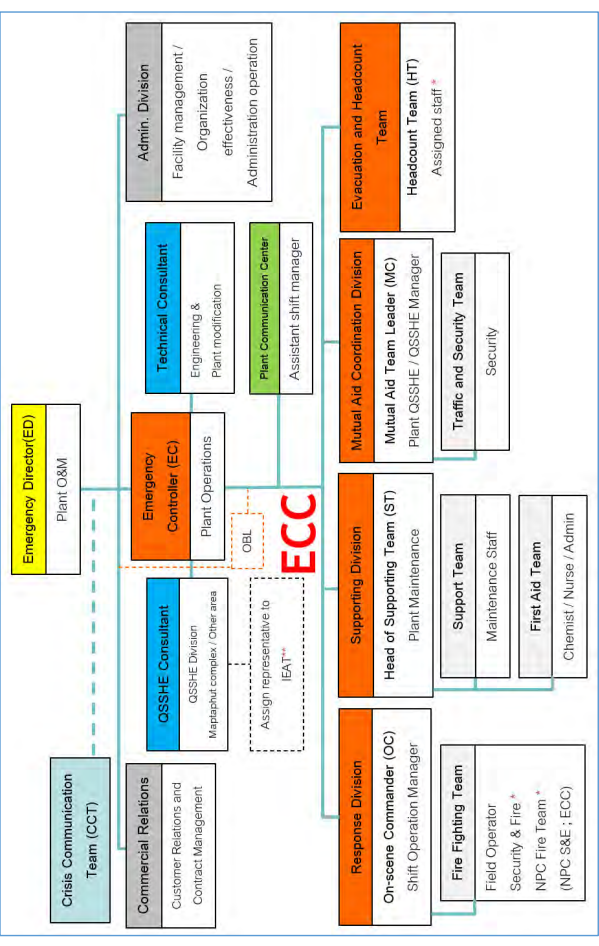 Crisis Communication
Team (CCT)
Emergency Director(ED)
Plant O&M
Commercial Relations
Customer Relations and
Contract Management
QSSHE Consultant
QSSHE Division
Maptaphut complex / Other area
Assign representative to
IEAT**
Emergency
Controller (EC)
Plant Operations
OBL
Technical Consultant
Engineering &
Plant modification
Admin. Division
Facility management /
Organization
effectiveness /
Administration operation
ECC
Plant Communication Center
Assistant shift manager
Response Division
On-scene Commander (OC)
Shift Operation Manager
Fire Fighting Team
Field Operator
Security & Fire *
NPC Fire Team *
(NPC S&E ; ECC)
Supporting Division
Head of Supporting Team (ST)
Plant Maintenance
Support Team
Maintenance Staff
First Aid Team
Chemist / Nurse / Admin
Mutual Aid Coordination Division
Mutual Aid Team Leader (MC)
Plant QSSHE / QSSHE Manager
Traffic and Security Team
Security
Evacuation and Headcount
Team
Headcount Team (HT)
Assigned staff *